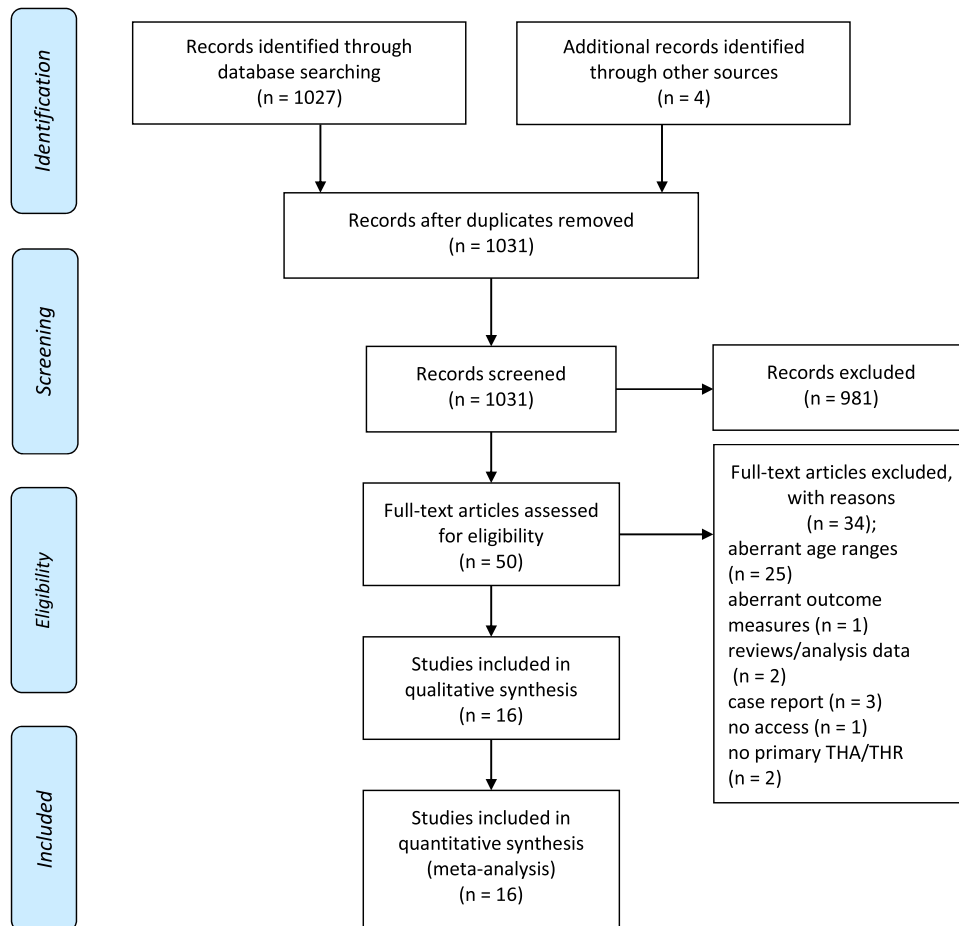 Identification
Records identified through
database searching
(n = 1027)
Additional records identified
through other sources
(n = 4)
Records after duplicates removed
(n = 1031)
Screening
Records screened
(n = 1031)
Records excluded
(n = 981)
Eligibility
Full-text articles assessed
for eligibility
(n = 50)
Full-text articles excluded,
with reasons
(n = 34);
aberrant age ranges
(n = 25)
aberrant outcome
measures (n = 1)
reviews/analysis data
(n = 2)
case report (n = 3)
no access (n = 1)
no primary THA/THR
(n = 2)
Studies included in
qualitative synthesis
(n = 16)
Included
Studies included in
quantitative synthesis
(meta-analysis)
(n = 16)